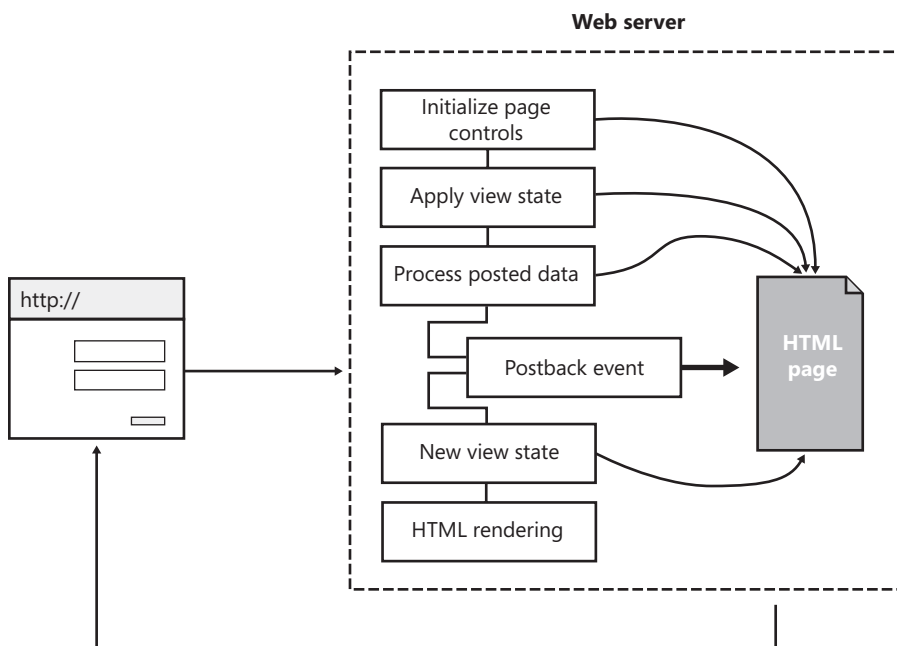 Web server
Initialize page
controls
Apply view state
Process posted data
http://
HTML
page
Postback event
New view state
HTML rendering